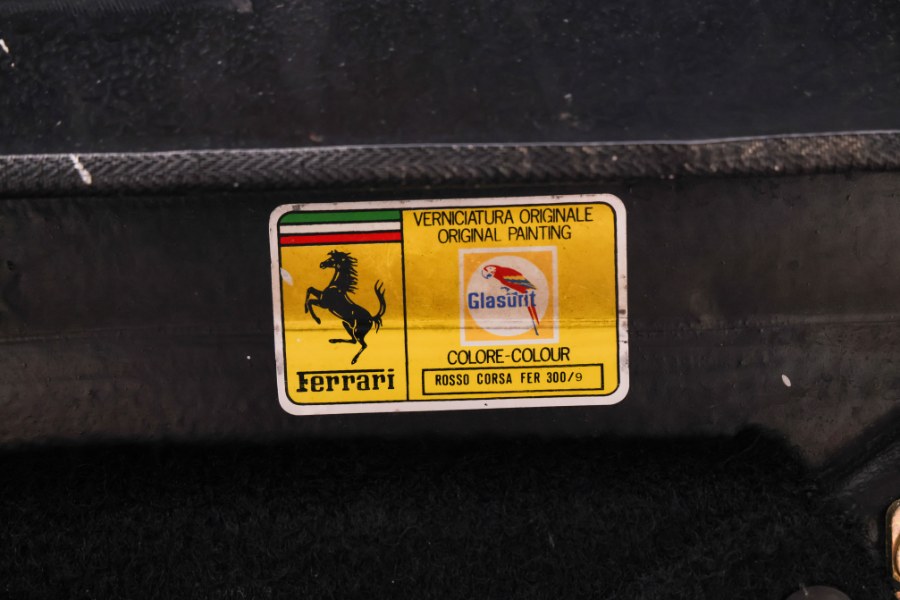 VERNICIATURA ORIGINALE
ORIGINAL PAINTING
Glasurit
COLORE-COLOUR
ROSSO CORSA FER 300/9
Ferrari